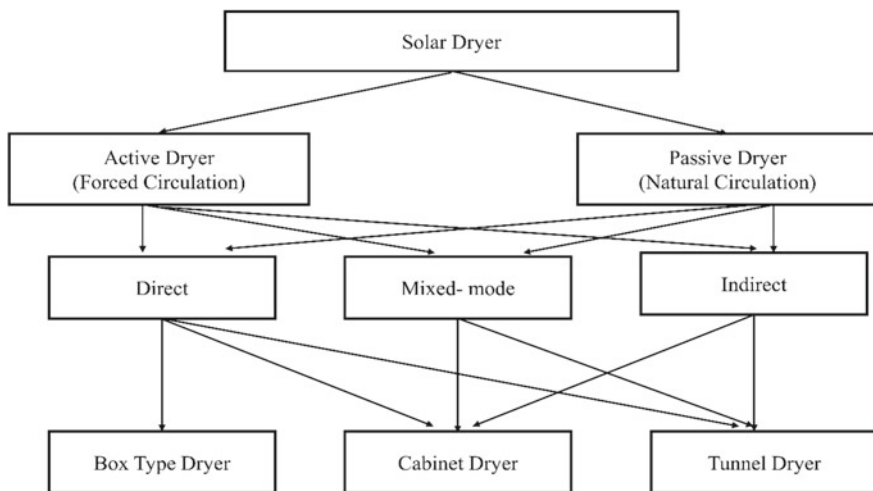 Solar Dryer
Active Dryer
(Forced Circulation)
Passive Dryer
(Natural Circulation)
Direct
Mixed- mode
Indirect
Box Type Dryer
Cabinet Dryer
Tunnel Dryer